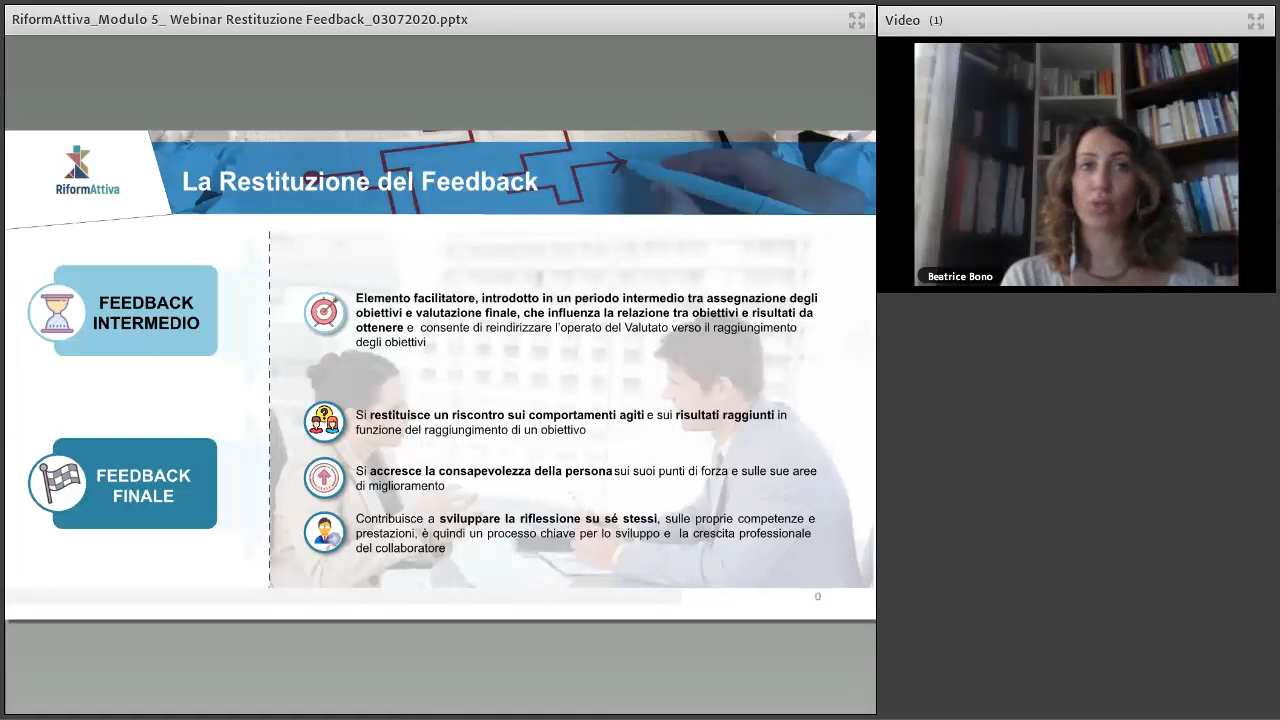 RiformAttiva_Modulo 5_ Webinar Restituzione Feedback_03072020.pptx
Video (1)
Beatrice Bono
RiformAttiva
La Restituzione del Feedback
FEEDBACK
INTERMEDIO
Elemento facilitatore, introdotto in un periodo intermedio tra assegnazione degli
obiettivi e valutazione finale, che influenza la relazione tra obiettivi e risultati da
ottenere e consente di reindirizzare l'operato del Valutato verso il raggiungimento
degli obiettivi
FEEDBACK
FINALE
Si restituisce un riscontro sui comportamenti agiti e sui risultati raggiunti in
funzione del raggiungimento di un obiettivo
Si accresce la consapevolezza della persona sui suoi punti di forza e sulle sue aree
di miglioramento
Contribuisce a sviluppare la riflessione su sé stessi, sulle proprie competenze e
prestazioni, è quindi un processo chiave per lo sviluppo e la crescita professionale
del collaboratore
0